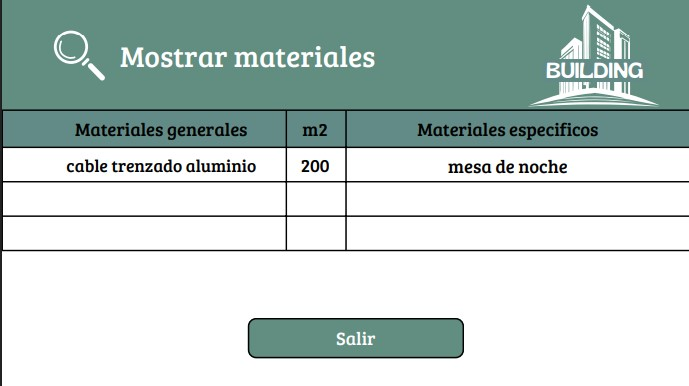 Mostrar materiales
BUILDING
Materiales generales m2 Materiales especificos
cable trenzado aluminio 200 mesa de noche
Salir